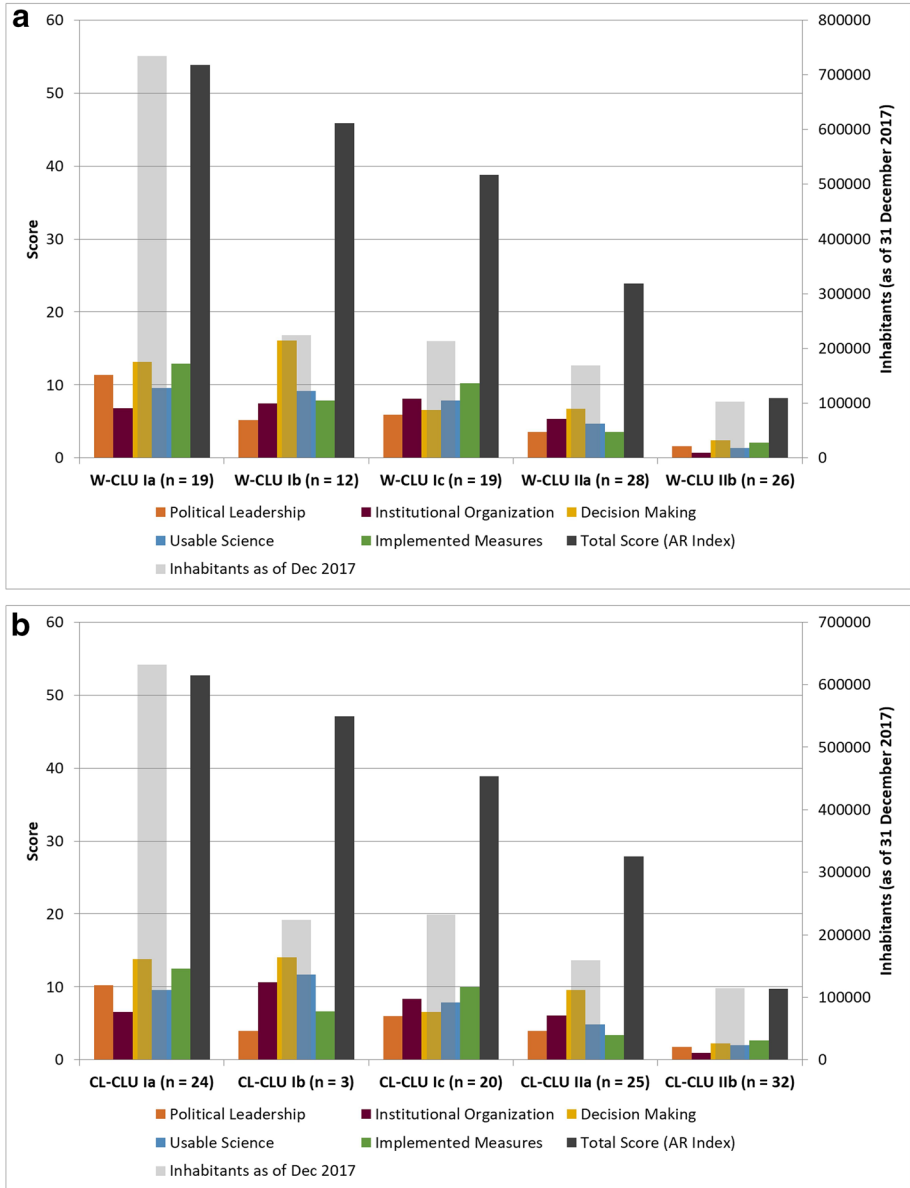 a
60
50
40
30
20
10
0
Score
800000
700000
600000
500000
400000
300000
200000
100000
0
Inhabitants (as of 31 December 2017)
W-CLU Ia (n = 19) W-CLU Ib (n = 12) W-CLU Ic (n = 19) W-CLU IIa (n = 28) W-CLU IIb (n = 26)
Political Leadership Institutional Organization Decision Making
Usable Science Implemented Measures Total Score (AR Index)
Inhabitants as of Dec 2017
b
60
50
40
30
20
10
0
Score
700000
600000
500000
400000
300000
200000
100000
0
Inhabitants (as of 31 December 2017)
CL-CLU Ia (n = 24) CL-CLU Ib (n = 3) CL-CLU Ic (n = 20) CL-CLU IIa (n = 25) CL-CLU IIb (n = 32)
Political Leadership Institutional Organization Decision Making
Usable Science Implemented Measures Total Score (AR Index)
Inhabitants as of Dec 2017